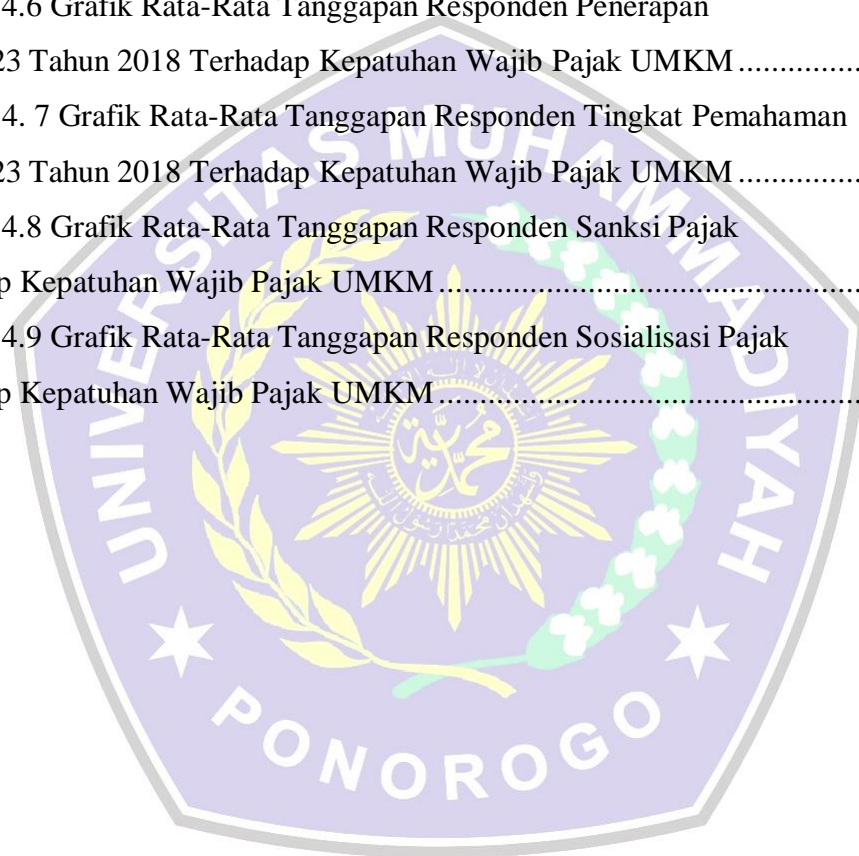 4.6 Grafik Rata-Rata Tanggapan Responden Penerapan
23 Tahun 2018 Terhadap Kepatuhan Wajib Pajak UMKM ...............
4. 7 Grafik Rata-Rata Tanggapan Responden Tingkat Pemahaman
23 Tahun 2018 Terhadap Kepatuhan Wajib Pajak UMKM ...............
4.8 Grafik Rata-Rata Tanggapan Responden Sanksi Pajak
p Kepatuhan Wajib Pajak UMKM .....................................................
4.9 Grafik Rata-Rata Tanggapan Responden Sosialisasi Pajak
p Kepatuhan Wajib Pajak UMKM .....................................................
UNIVERSITAS MUHAMMADIYAH
PONOROGO
محمدية